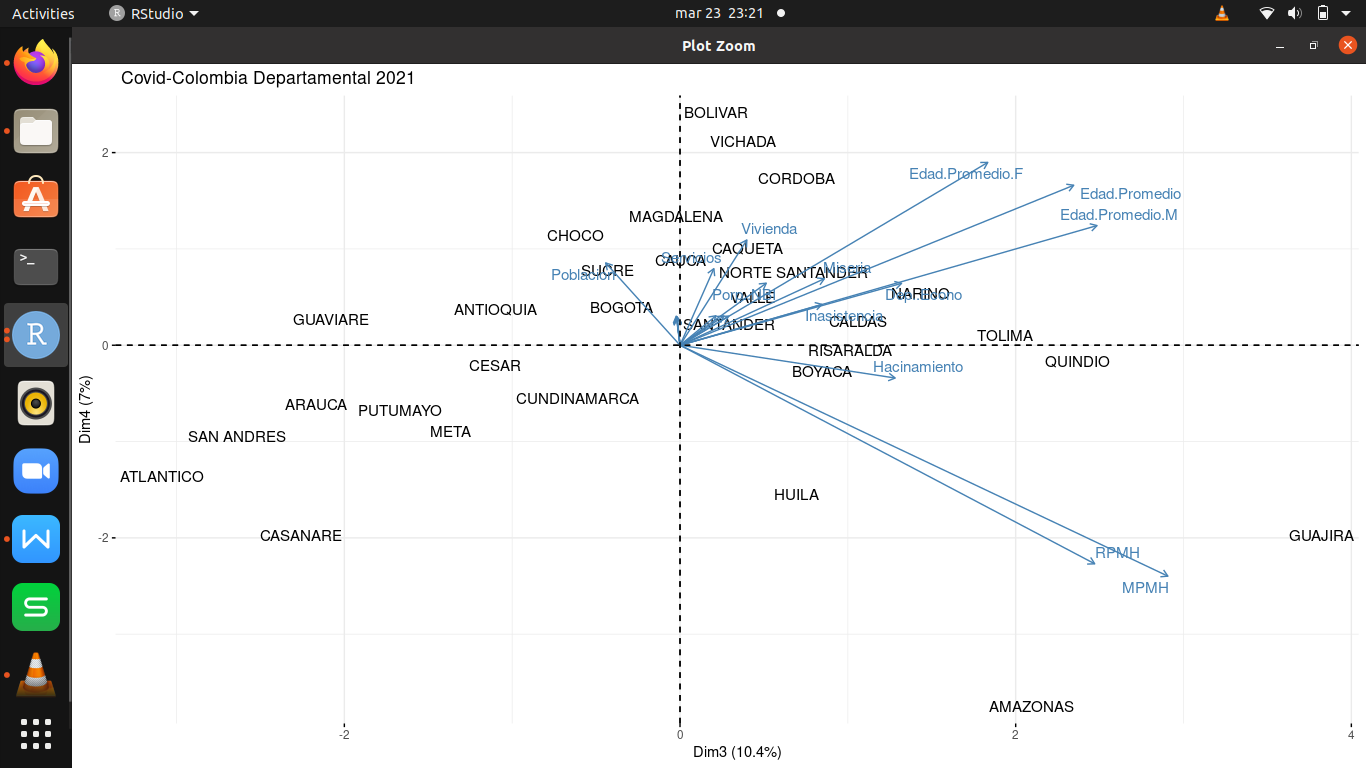 Activities
RStudio
mar 23 23:21
Plot Zoom
Covid-Colombia Departamental 2021
BOLIVAR
VICHADA
2
Edad.Promedio.F
CORDOBA
Edad.Promedio
Edad.Promedio.M
MAGDALENA
Vivienda
CHOCO
CAQUETA
Servicios
CAUCA
SUCRE
Población
NORTE SANTANDER
Miseria
VALLE
NARINO
ANTIOQUIA
BOGOTA
Inasistencia
GUAVIARE
SANTANDER
CALDAS
TOLIMA
0
RISARALDA
QUINDIO
CESAR
BOYACA
Hacinamiento
CUNDINAMARCA
ARAUCA
PUTUMAYO
META
SAN ANDRES
Dim4 (7%)
ATLANTICO
HUILA
CASANARE
-2
GUAJIRA
RPMH
MPMH
AMAZONAS
-2
0
2
4
Dim3 (10.4%)